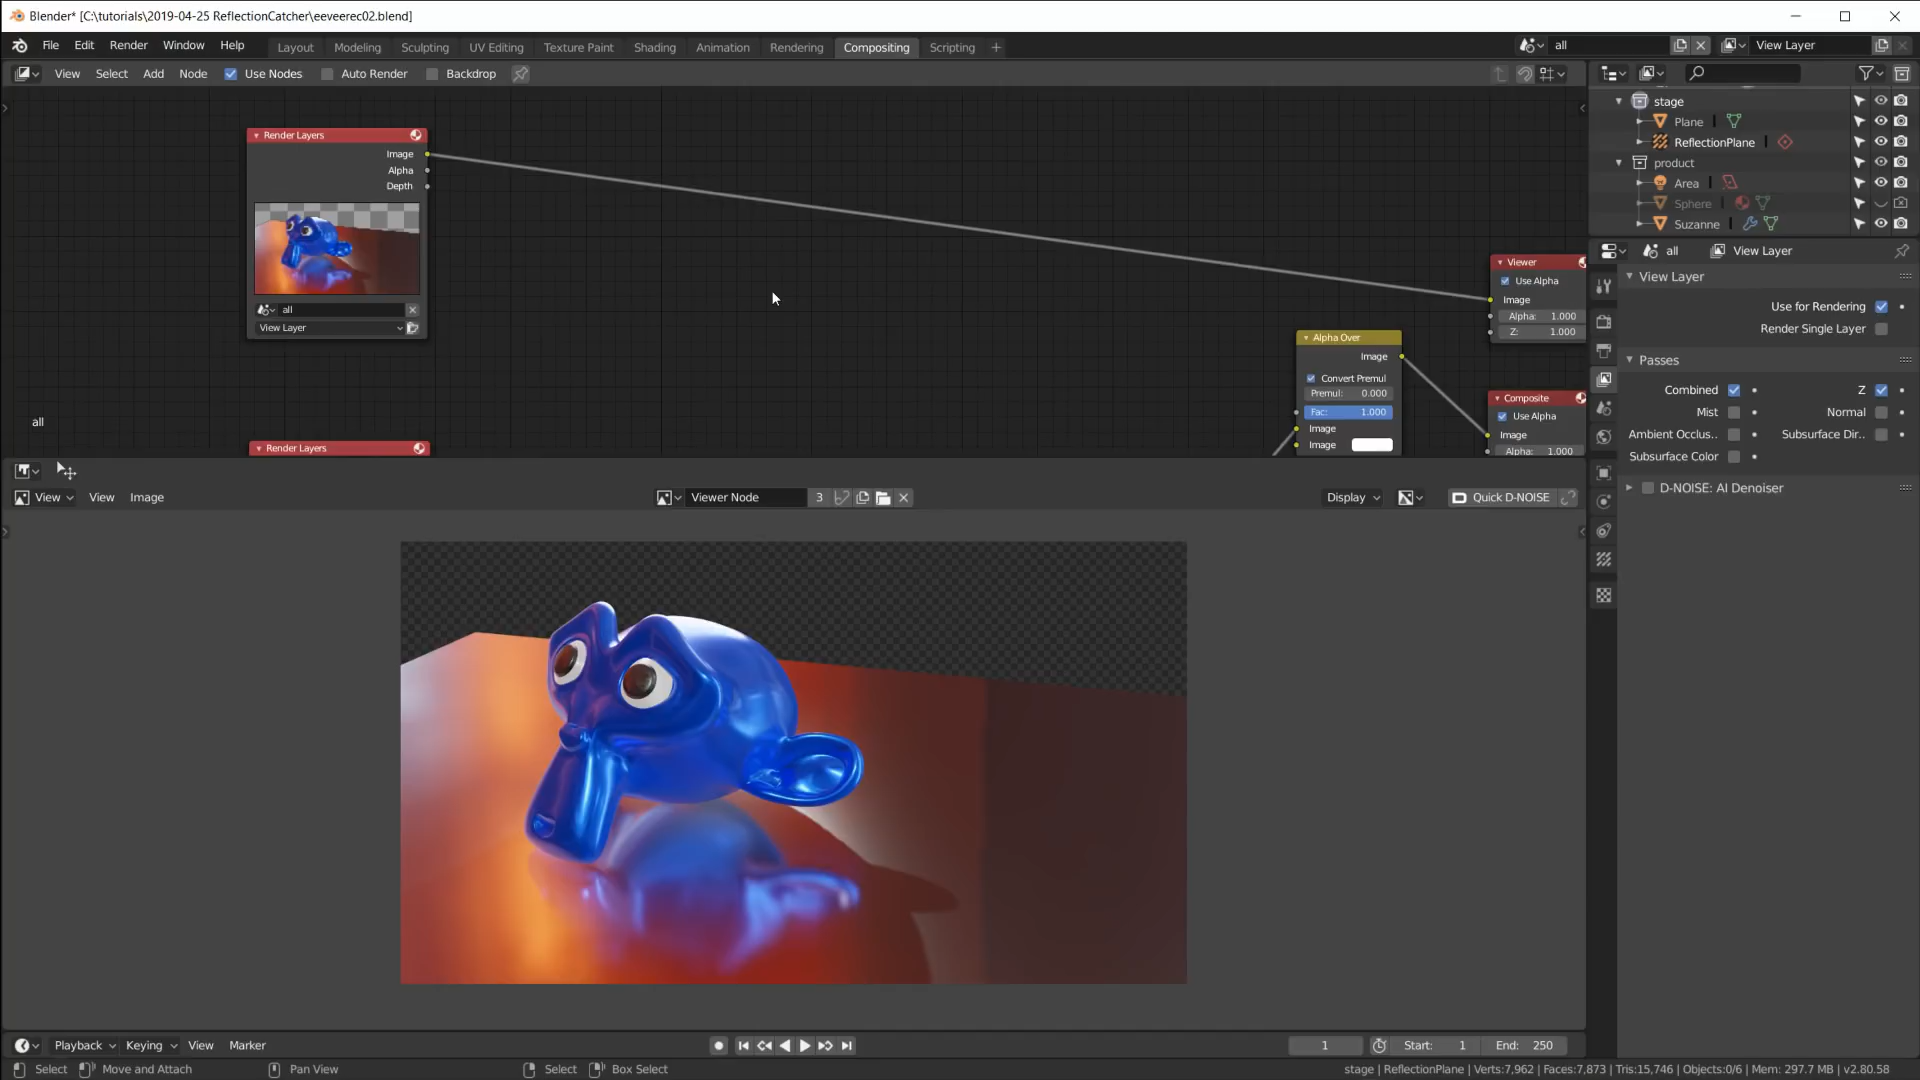 Blender* [C:\tutorials\2019-04-25 ReflectionCatcher\eeveerec02.blend]
File Edit Render Window Help Layout Modeling Sculpting UV Editing Texture Paint Shading Animation Rendering Compositing Scripting + all View Layer
View Select Add Node Use Nodes Auto Render Backdrop
stage
Plane
ReflectionPlane
product
Area
Sphere
Suzanne
all View Layer
View Layer
Use for Rendering
Render Single Layer
Passes
Combined Z
Mist Normal
Ambient Occlus.. Subsurface Dir..
Subsurface Color
D-NOISE: AI Denoiser
Render Layers
Image
Alpha
Depth
all
View Layer
Viewer
Use Alpha
Image
Alpha: 1.000
Z: 1.000
Alpha Over
Image
Convert Premul
Premul: 0.000
Fac: 1.000
Image
Image
Composite
Use Alpha
Image
Alpha: 1.000
all
Render Layers
View View Image Viewer Node 3 Display Quick D-NOISE
Playback Keying View Marker 1 Start: 1 End: 250
Select Move and Attach Pan View Select Box Select stage | ReflectionPlane | Verts:7,962 | Faces:7,873 | Tris:15,746 | Objects:0/6 | Mem: 297.7 MB | v2.80.58